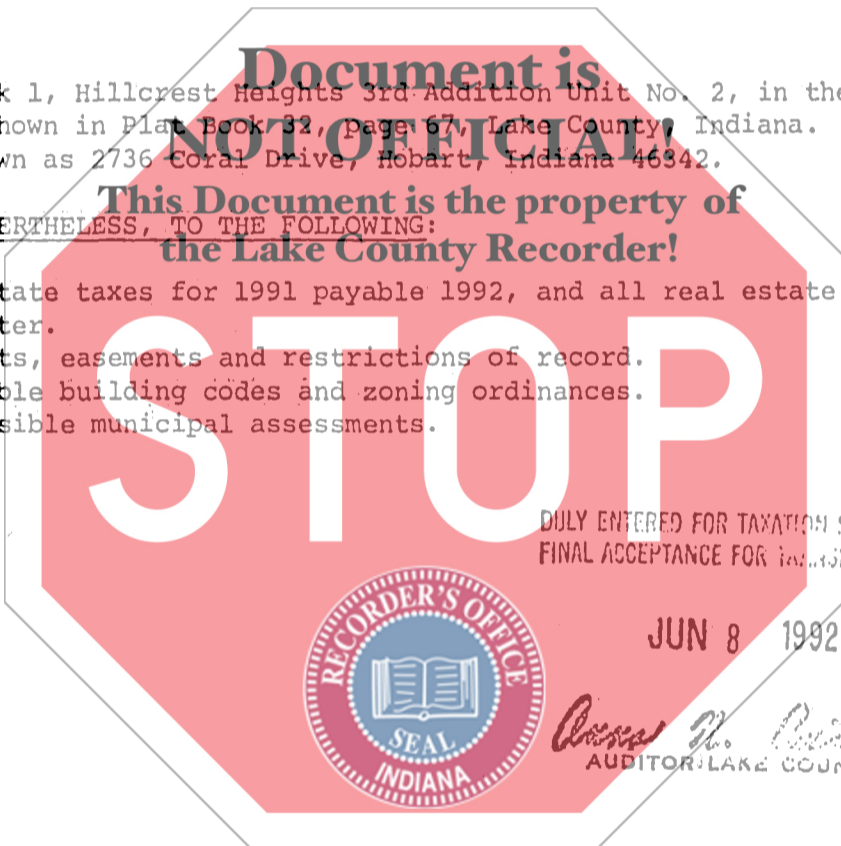 Document is
k 1, Hillcrest Heights 3rd Addition Unit No. 2, in the
hown in Plat Book 32, page 67, Lake County, Indiana.
NOT OFFICIAL!
wn as 2736 Coral Drive, Hobart, Indiana 46342.
This Document is the property of
ERTHELESS, TO THE FOLLOWING:
the Lake County Recorder!
tate taxes for 1991 payable 1992, and all real estate
ter.
ts, easements and restrictions of record.
ble building codes and zoning ordinances.
sible municipal assessments.
STOP
DULY ENTERED FOR TAXATION S
FINAL ACCEPTANCE FOR
JUN 8 1992
RECORDER'S OFFICE
SEAL
INDIANA
AUDITOR LAKE COUN